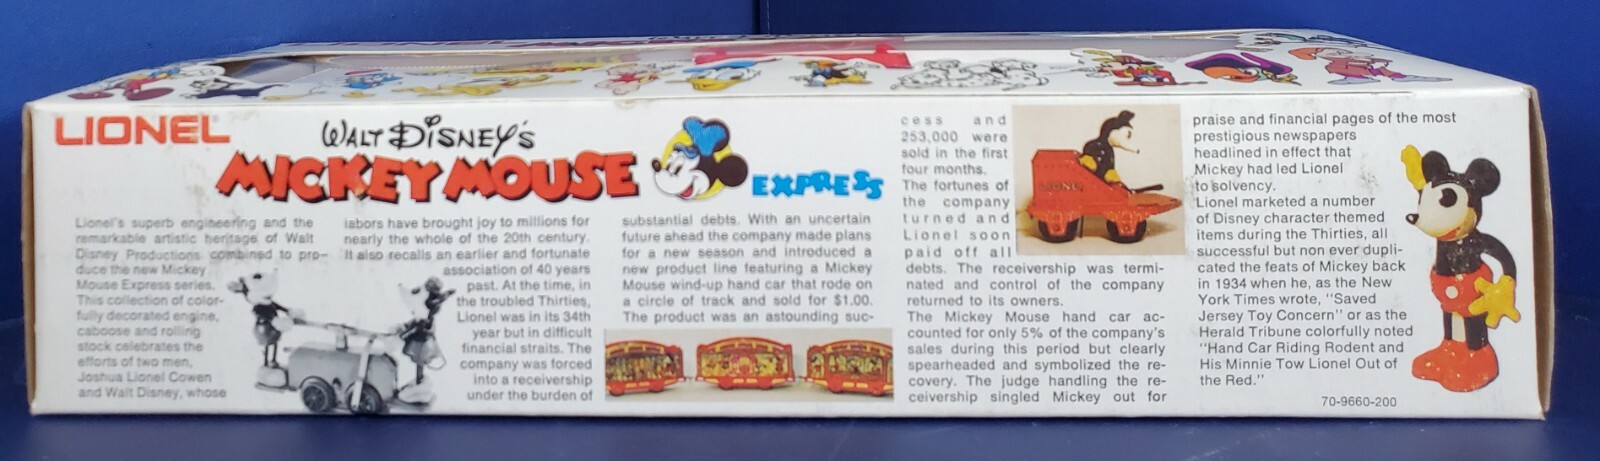 LIONEL
WALT DISNEY'S
MICKEY MOUSE
EXPRESS
Lionel's superb engineering and the
remarkable artistic heritage of Walt
Disney Productions combined to pro-
duce the new Mickey
Mouse Express series.
This collection of color-
fully decorated engine,
caboose and rolling
stock celebrates the
efforts of two men,
Joshua Lionel Cowen
and Walt Disney, whose
labors have brought joy to millions for
nearly the whole of the 20th century.
It also recalls an earlier and fortunate
association of 40 years
past. At the time, in
the troubled Thirties,
Lionel was in its 34th
year but in difficult
financial straits. The
company was forced
into a receivership
under the burden of
substantial debts. With an uncertain
future ahead the company made plans
for a new season and introduced a
new product line featuring a Mickey
Mouse wind-up hand car that rode on
a circle of track and sold for $1.00.
The product was an astounding suc-
cess and
253,000 were
sold in the first
four months.
The fortunes of
the company
turned and
Lionel soon
paid off all
debts. The receivership was termi-
nated and control of the company
returned to its owners.
The Mickey Mouse hand car ac-
counted for only 5% of the company's
sales during this period but clearly
spearheaded and symbolized the re-
covery. The judge handling the re-
ceivership singled Mickey out for
LIONEL
praise and financial pages of the most
prestigious newspapers
headlined in effect that
Mickey had led Lionel
to solvency.
Lionel marketed a number
of Disney character themed
items during the Thirties, all
successful but non ever dupli-
cated the feats of Mickey back
in 1934 when he, as the New
York Times wrote, "Saved
Jersey Toy Concern" or as the
Herald Tribune colorfully noted
"Hand Car Riding Rodent and
His Minnie Tow Lionel Out of
the Red."
70-9660-200